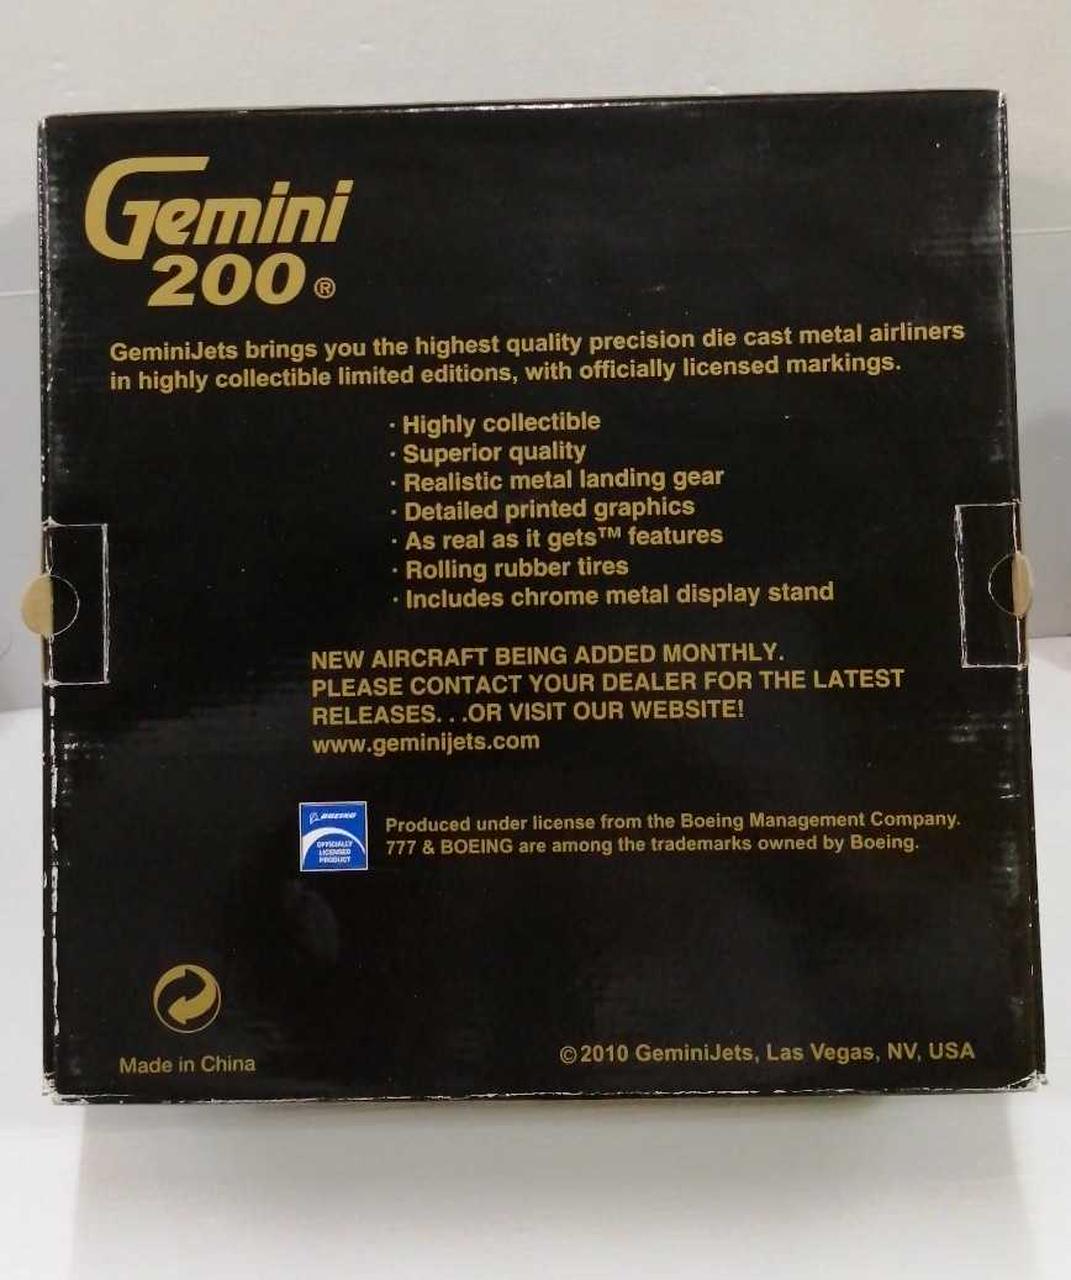 Gemini
200®
GeminiJets brings you the highest quality precision die cast metal airliners
in highly collectible limited editions, with officially licensed markings.
· Highly collectible
· Superior quality
· Realistic metal landing gear
· Detailed printed graphics
· As real as it gets™ features
· Rolling rubber tires
· Includes chrome metal display stand
NEW AIRCRAFT BEING ADDED MONTHLY.
PLEASE CONTACT YOUR DEALER FOR THE LATEST
RELEASES. . .OR VISIT OUR WEBSITE!
www.geminijets.com
BOEING
OFFICIALLY
LICENSED
PRODUCT
Produced under license from the Boeing Management Company.
777 & BOEING are among the trademarks owned by Boeing.
Made in China
©2010 GeminiJets, Las Vegas, NV, USA